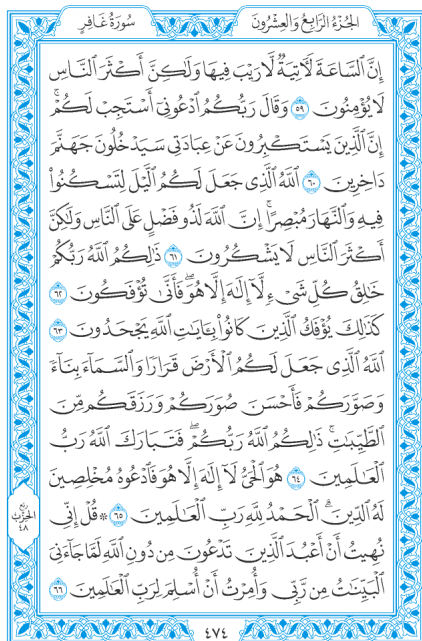 سُورَةُ غَافِرٍ
الجُزْءُ الرَّابِعُ وَالعِشْرُونَ
إِنَّ ٱلسَّاعَةَ لَأٓتِيَةٞ لَّا رَيۡبَ فِيهَا وَلَٰكِنَّ أَكۡثَرَ ٱلنَّاسِ
لَا يُؤۡمِنُونَ ٥٩ وَقَالَ رَبُّكُمُ ٱدۡعُونِيٓ أَسۡتَجِبۡ لَكُمۡۚ
إِنَّ ٱلَّذِينَ يَسۡتَكۡبِرُونَ عَنۡ عِبَادَتِي سَيَدۡخُلُونَ جَهَنَّمَ
دَاخِرِينَ ٦٠ ٱللَّهُ ٱلَّذِي جَعَلَ لَكُمُ ٱلَّيۡلَ لِتَسۡكُنُواْ
فِيهِ وَٱلنَّهَارَ مُبۡصِرًاۚ إِنَّ ٱللَّهَ لَذُو فَضۡلٍ عَلَى ٱلنَّاسِ وَلَٰكِنَّ
أَكۡثَرَ ٱلنَّاسِ لَا يَشۡكُرُونَ ٦١ ذَٰلِكُمُ ٱللَّهُ رَبُّكُمۡ
خَٰلِقُ كُلِّ شَيۡءٖ لَّآ إِلَٰهَ إِلَّا هُوَۖ فَأَنَّىٰ تُؤۡفَكُونَ ٦٢
كَذَٰلِكَ يُؤۡفَكُ ٱلَّذِينَ كَانُواْ بِـَٔايَٰتِ ٱللَّهِ يَجۡحَدُونَ ٦٣
ٱللَّهُ ٱلَّذِي جَعَلَ لَكُمُ ٱلۡأَرۡضَ قَرَارٗا وَٱلسَّمَآءَ بِنَآءٗ
وَصَوَّرَكُمۡ فَأَحۡسَنَ صُوَرَكُمۡ وَرَزَقَكُم مِّنَ
ٱلطَّيِّبَٰتِۚ ذَٰلِكُمُ ٱللَّهُ رَبُّكُمۡۖ فَتَبَارَكَ ٱللَّهُ رَبُّ
ٱلۡعَٰلَمِينَ ٦٤ هُوَ ٱلۡحَيُّ لَآ إِلَٰهَ إِلَّا هُوَ فَٱدۡعُوهُ مُخۡلِصِينَ
لَهُ ٱلدِّينَۗ ٱلۡحَمۡدُ لِلَّهِ رَبِّ ٱلۡعَٰلَمِينَ ٦٥ ۞ قُلۡ إِنِّي
نُهِيتُ أَنۡ أَعۡبُدَ ٱلَّذِينَ تَدۡعُونَ مِن دُونِ ٱللَّهِ لَمَّا جَآءَنِيَ
ٱلۡبَيِّنَٰتُ مِن رَّبِّي وَأُمِرۡتُ أَنۡ أُسۡلِمَ لِرَبِّ ٱلۡعَٰلَمِينَ ٦٦
رُبْع
الحِزْب
٤٨
٤٧٤